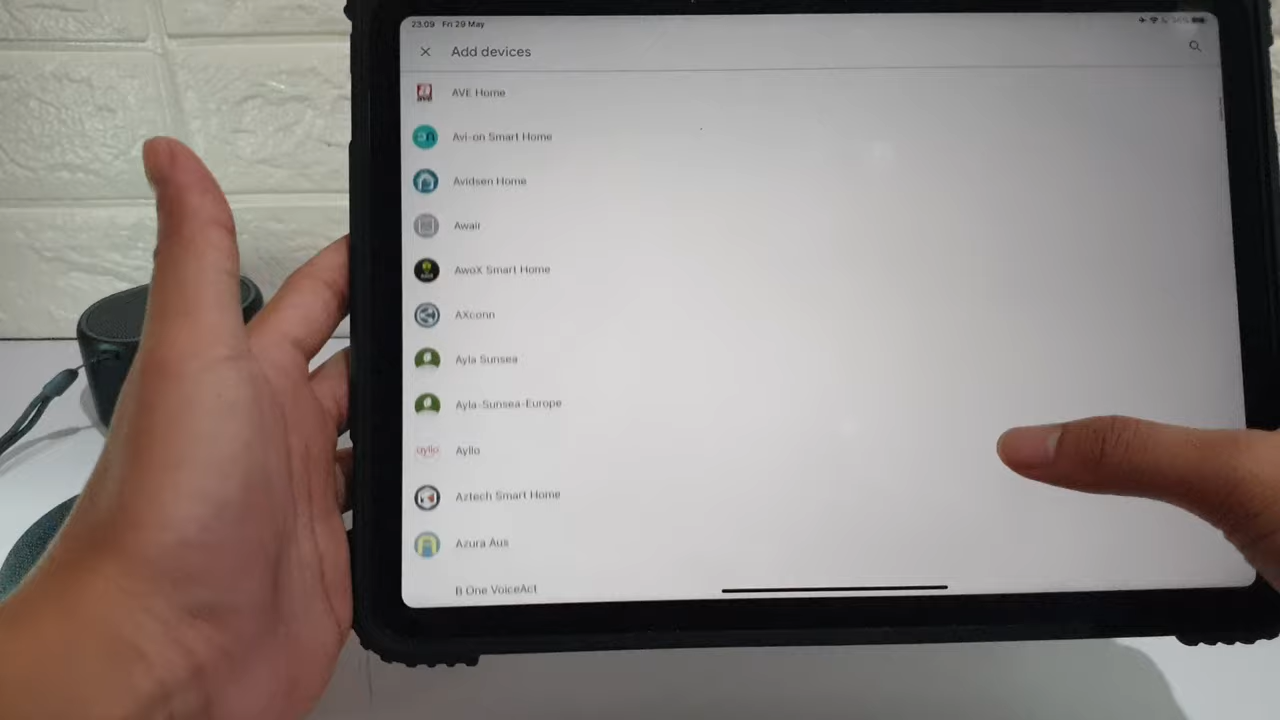 23.09 Fri 29 May
Add devices
AVE Home
Avi-on Smart Home
Avidsen Home
Awair
AwoX Smart Home
AXconn
Ayla Sunsea
Ayla-Sunsea-Europe
ayllo Ayllo
Aztech Smart Home
Azura Aus
B One VoiceAct